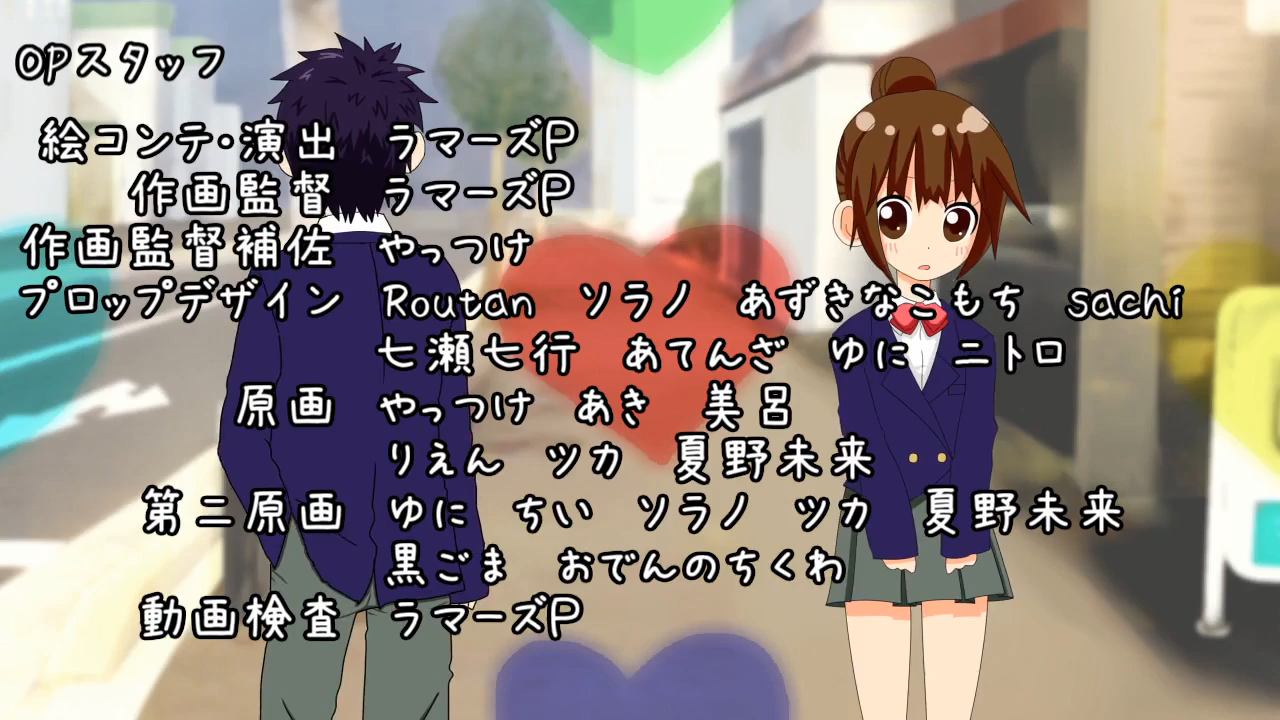 OPスタッフ
絵コンテ・演出 ラマーズP
作画監督 ラマーズP
作画監督補佐 やっつけ
プロップデザイン Routan ソラノ あずきなこもち sachi
七瀬七行 あてんざ ゆに ニトロ
原画 やっつけ あき 美呂
りえん ツカ 夏野未来
第二原画 ゆに ちい ソラノ ツカ 夏野未来
黒ごま おでんのちくわ
動画検査 ラマーズP